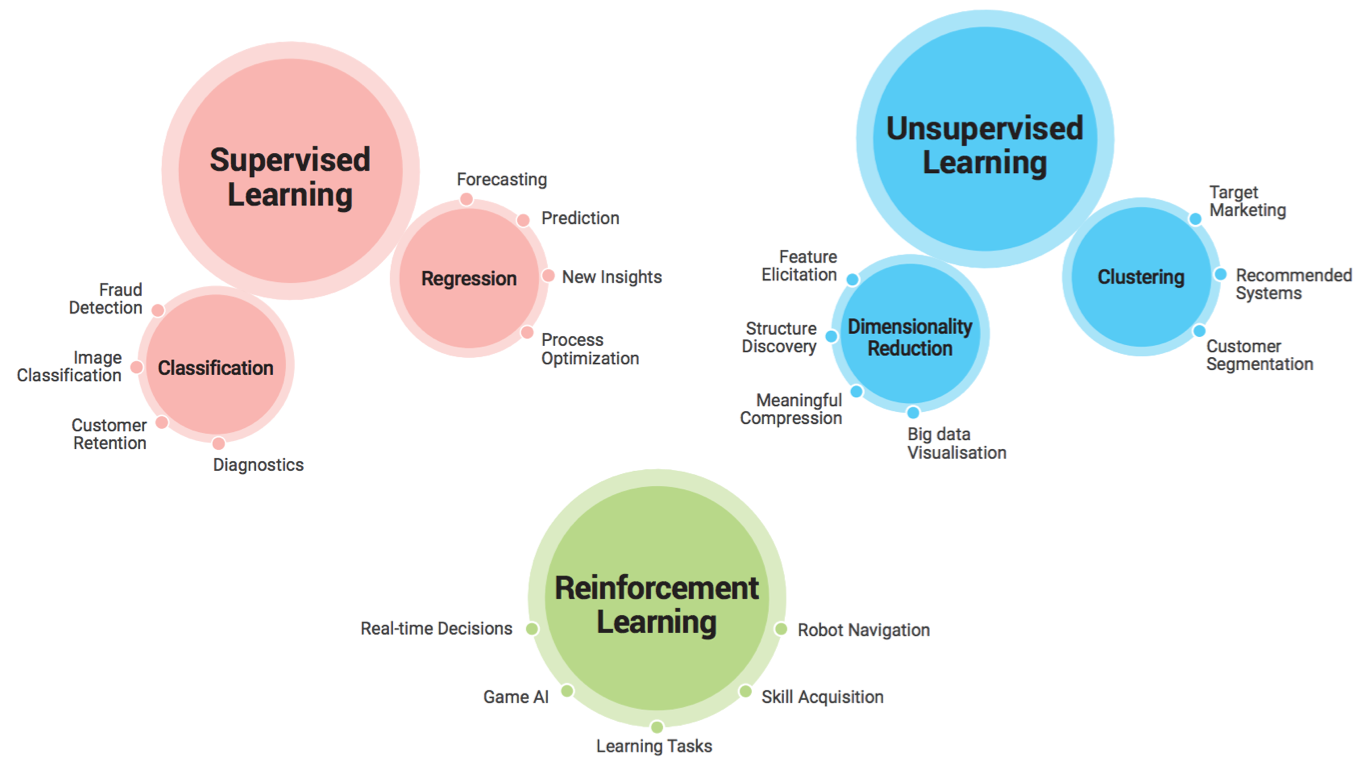 Supervised
Learning
Forecasting
Prediction
Regression
New Insights
Process
Optimization
Fraud
Detection
Image
Classification
Classification
Customer
Retention
Diagnostics
Unsupervised
Learning
Target
Marketing
Clustering
Recommended
Systems
Customer
Segmentation
Feature
Elicitation
Structure
Discovery
Dimensionality
Reduction
Meaningful
Compression
Big data
Visualisation
Reinforcement
Learning
Real-time Decisions
Robot Navigation
Game AI
Skill Acquisition
Learning Tasks